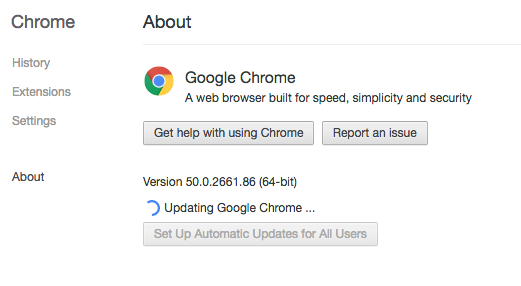 Chrome
About
History
Extensions
Settings
About
Google Chrome
A web browser built for speed, simplicity and security
Get help with using Chrome
Report an issue
Version 50.0.2661.86 (64-bit)
Updating Google Chrome ...
Set Up Automatic Updates for All Users